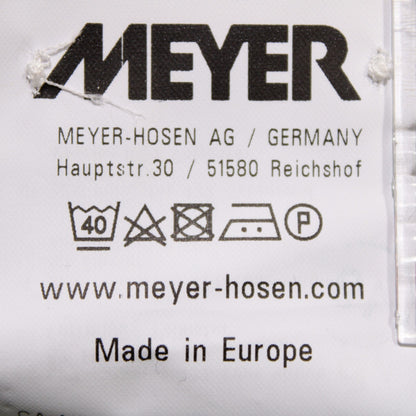 MEYER
MEYER-HOSEN AG / GERMANY
Hauptstr.30 / 51580 Reichshof
40 P
www.meyer-hosen.com
Made in Europe